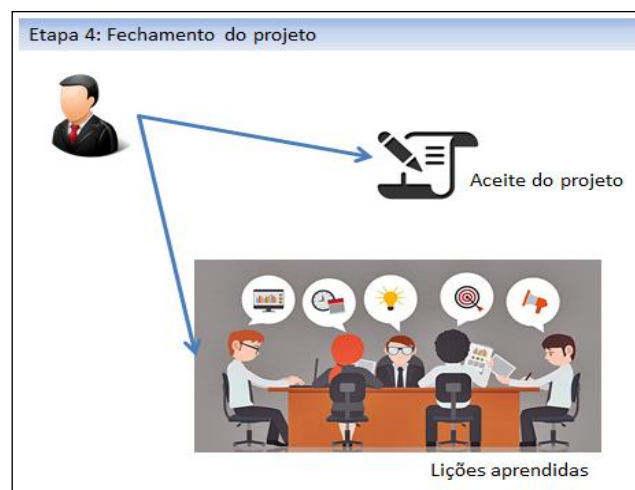 Etapa 4: Fechamento do projeto
Aceite do projeto
Lições aprendidas